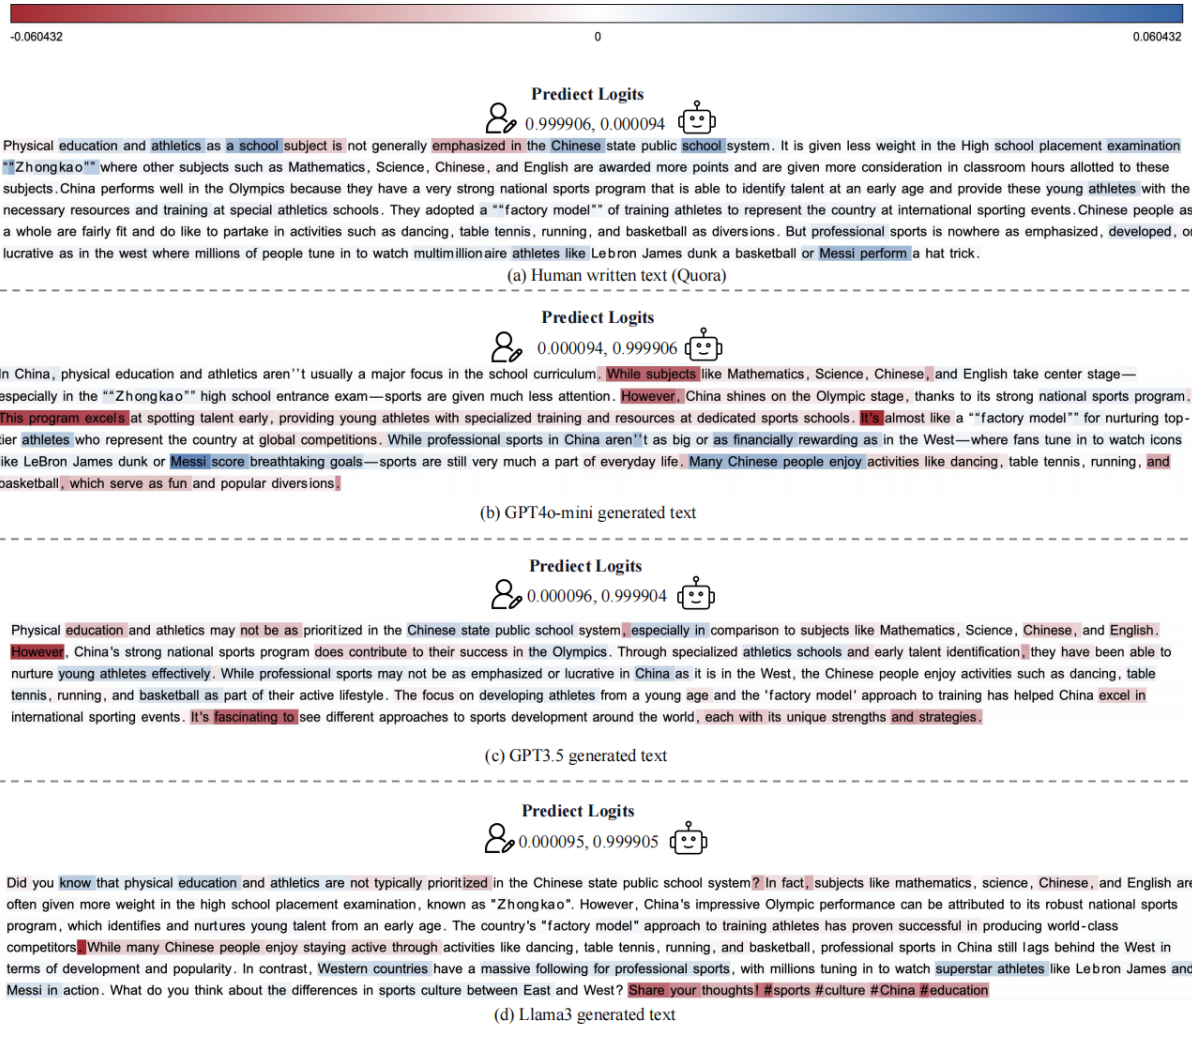 -0.060432 0 0.060432
Prediect Logits
0.999906, 0.000094
Physical education and athletics as a school subject is not generally emphasized in the Chinese state public school system. It is given less weight in the High school placement examination
""Zhongkao"" where other subjects such as Mathematics, Science, Chinese, and English are awarded more points and are given more consideration in classroom hours allotted to these
subjects.China performs well in the Olympics because they have a very strong national sports program that is able to identify talent at an early age and provide these young athletes with the
necessary resources and training at special athletics schools. They adopted a ""factory model"" of training athletes to represent the country at international sporting events.Chinese people as
a whole are fairly fit and do like to partake in activities such as dancing, table tennis, running, and basketball as diversions. But professional sports is nowhere as emphasized, developed, or
lucrative as in the west where millions of people tune in to watch multimillionaire athletes like Lebron James dunk a basketball or Messi perform a hat trick.
(a) Human written text (Quora)
Prediect Logits
0.000094, 0.999906
In China, physical education and athletics aren''t usually a major focus in the school curriculum. While subjects like Mathematics, Science, Chinese, and English take center stage—
especially in the ""Zhongkao"" high school entrance exam—sports are given much less attention. However, China shines on the Olympic stage, thanks to its strong national sports program.
This program excels at spotting talent early, providing young athletes with specialized training and resources at dedicated sports schools. It's almost like a ""factory model"" for nurturing top-
tier athletes who represent the country at global competitions. While professional sports in China aren''t as big or as financially rewarding as in the West—where fans tune in to watch icons
like LeBron James dunk or Messi score breathtaking goals—sports are still very much a part of everyday life. Many Chinese people enjoy activities like dancing, table tennis, running, and
basketball, which serve as fun and popular diversions.
(b) GPT4o-mini generated text
Prediect Logits
0.000096, 0.999904
Physical education and athletics may not be as prioritized in the Chinese state public school system, especially in comparison to subjects like Mathematics, Science, Chinese, and English.
However, China's strong national sports program does contribute to their success in the Olympics. Through specialized athletics schools and early talent identification, they have been able to
nurture young athletes effectively. While professional sports may not be as emphasized or lucrative in China as it is in the West, the Chinese people enjoy activities such as dancing, table
tennis, running, and basketball as part of their active lifestyle. The focus on developing athletes from a young age and the 'factory model' approach to training has helped China excel in
international sporting events. It's fascinating to see different approaches to sports development around the world, each with its unique strengths and strategies.
(c) GPT3.5 generated text
Prediect Logits
0.000095, 0.999905
Did you know that physical education and athletics are not typically prioritized in the Chinese state public school system? In fact, subjects like mathematics, science, Chinese, and English are
often given more weight in the high school placement examination, known as "Zhongkao". However, China's impressive Olympic performance can be attributed to its robust national sports
program, which identifies and nurtures young talent from an early age. The country's "factory model" approach to training athletes has proven successful in producing world-class
competitors. While many Chinese people enjoy staying active through activities like dancing, table tennis, running, and basketball, professional sports in China still lags behind the West in
terms of development and popularity. In contrast, Western countries have a massive following for professional sports, with millions tuning in to watch superstar athletes like Lebron James and
Messi in action. What do you think about the differences in sports culture between East and West? Share your thoughts! #sports #culture #China #education
(d) Llama3 generated text